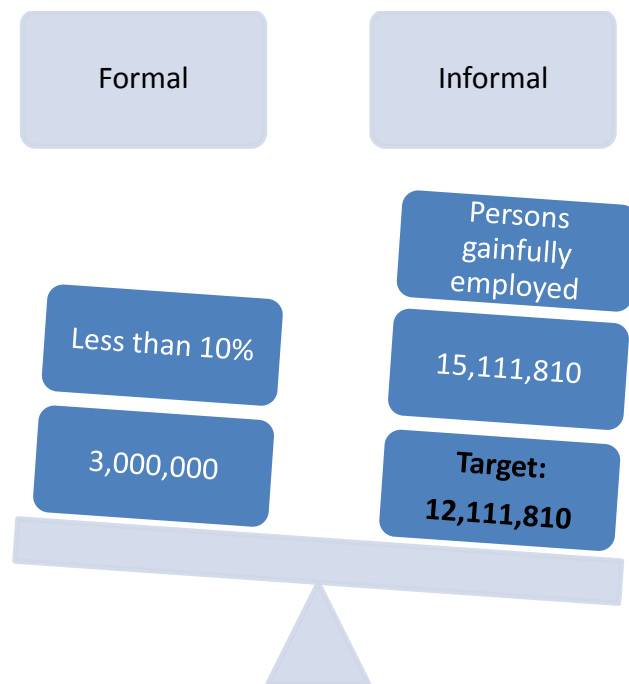 Formal
Informal
Persons
gainfully
employed
Less than 10%
15,111,810
3,000,000
Target:
12,111,810